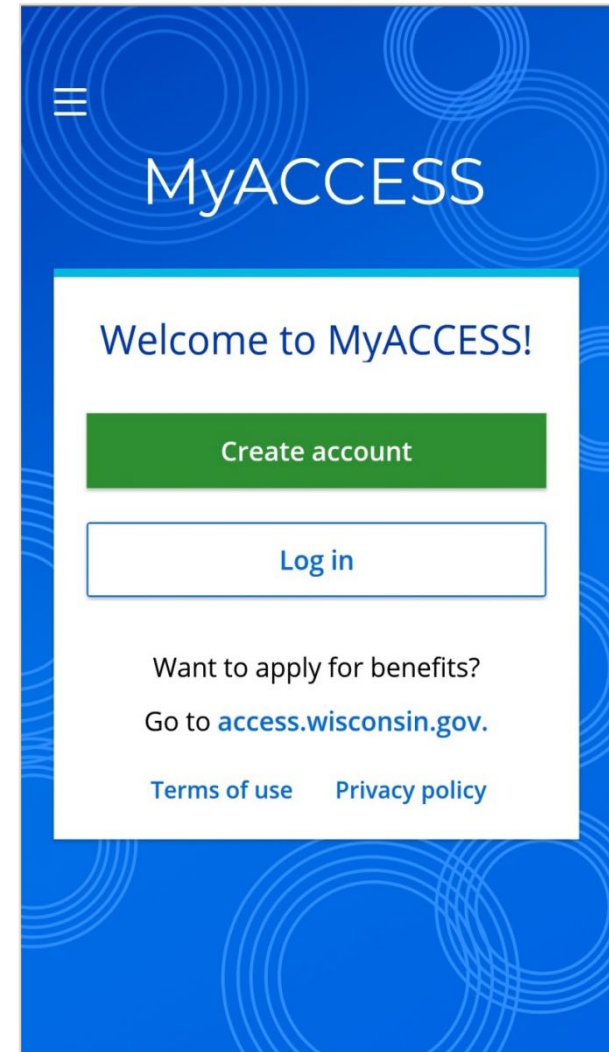 MyACCESS
Welcome to MyACCESS!
Create account
Log in
Want to apply for benefits?
Go to access.wisconsin.gov.
Terms of use Privacy policy